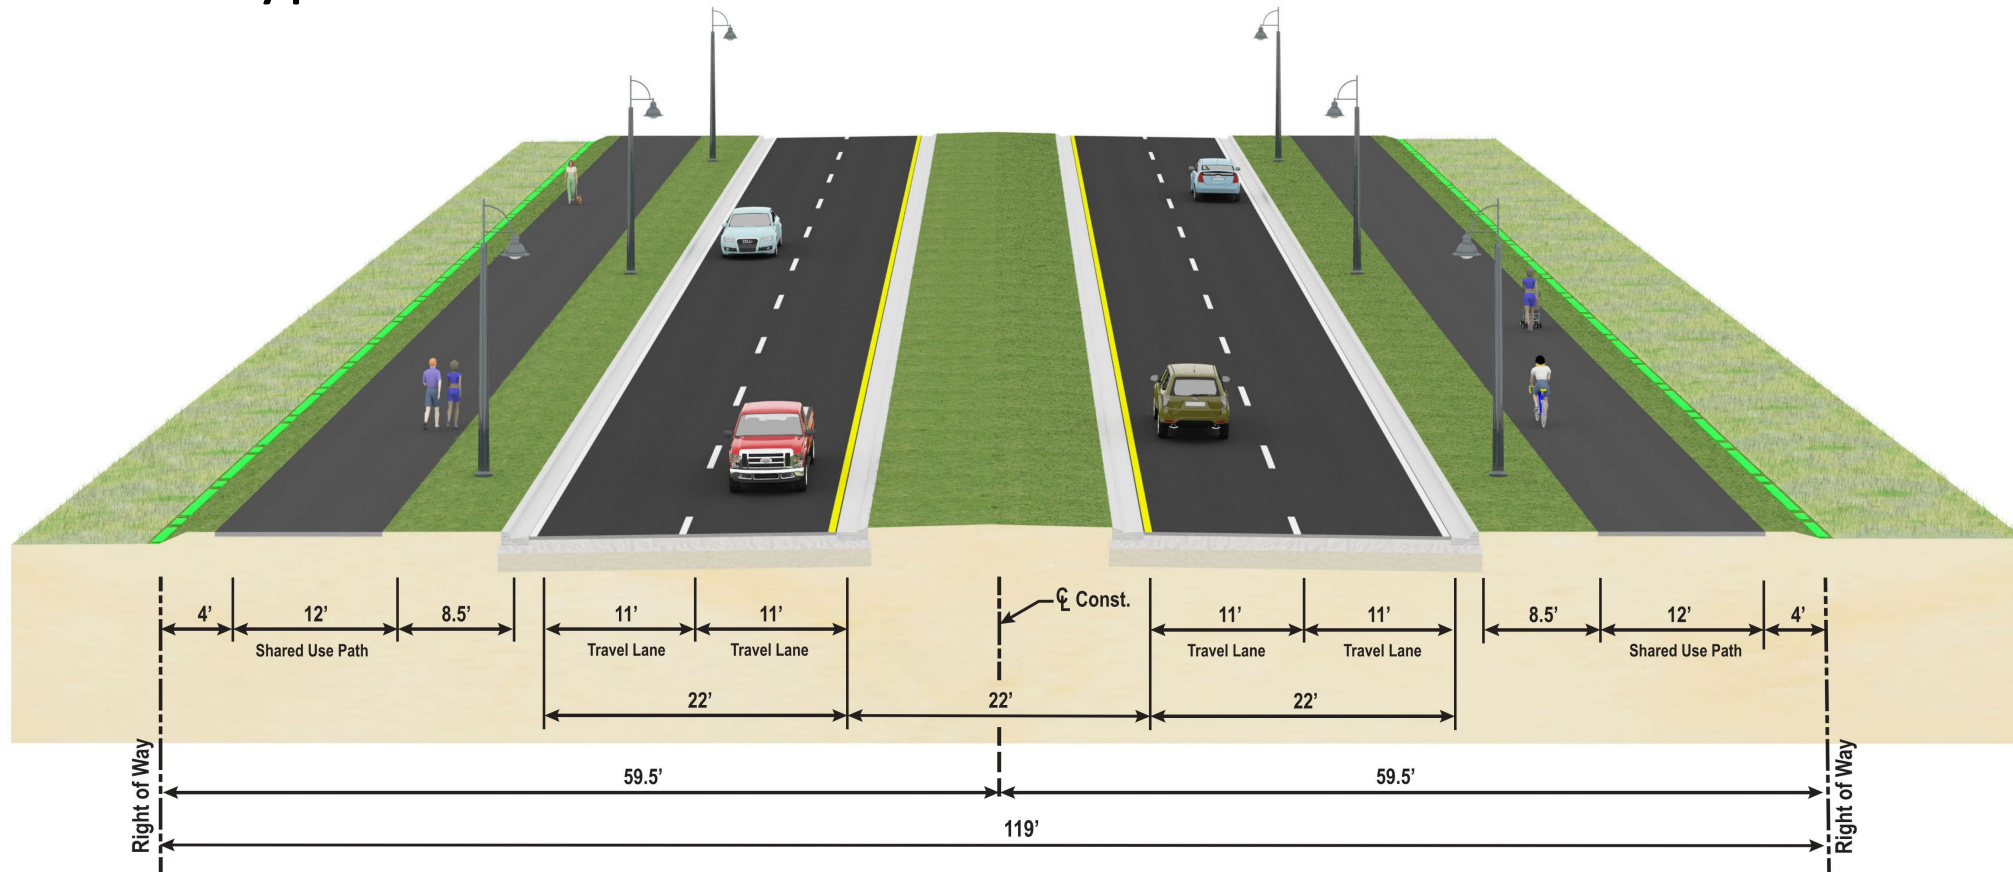 4’ 12’ 8.5’ 11’ 11’ ℄ Const. 11’ 11’ 8.5’ 12’ 4’
Shared Use Path Travel Lane Travel Lane Travel Lane Travel Lane Shared Use Path
22’ 22’ 22’
Right of Way
59.5’ 59.5’
Right of Way
119’